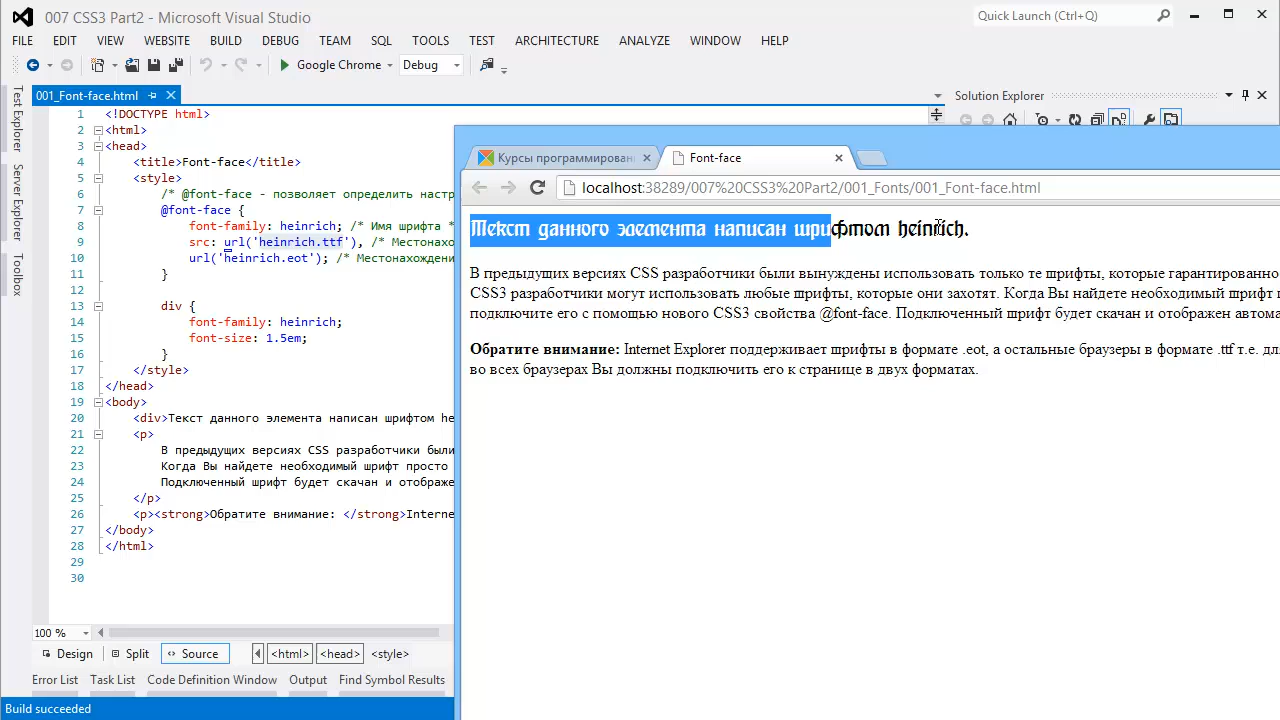 007 CSS3 Part2 - Microsoft Visual Studio
Quick Launch (Ctrl+Q)
FILE EDIT VIEW WEBSITE BUILD DEBUG TEAM SQL TOOLS TEST ARCHITECTURE ANALYZE WINDOW HELP
Google Chrome Debug
001_Font-face.html
Solution Explorer
Test Explorer
Server Explorer
Toolbox
1 <!DOCTYPE html>
2 <html>
3 <head>
4 <title>Font-face</title>
5 <style>
6 /* @font-face - позволяет определить настр
7 @font-face {
8 font-family: heinrich; /* Имя шрифта *
9 src: url('heinrich.ttf'), /* Местонахо
10 url('heinrich.eot'); /* Местонахождени
11 }
12
13 div {
14 font-family: heinrich;
15 font-size: 1.5em;
16 }
17 </style>
18 </head>
19 <body>
20 <div>Текст данного элемента написан шрифтом he
21 <p>
22 В предыдущих версиях CSS разработчики были
23 Когда Вы найдете необходимый шрифт просто
24 Подключенный шрифт будет скачан и отображе
25 </p>
26 <p><strong>Обратите внимание: </strong>Interne
27 </body>
28 </html>
29
30
Курсы программирован
Font-face
localhost:38289/007%20CSS3%20Part2/001_Fonts/001_Font-face.html
Текст данного элемента написан шрифтом heinrich.
В предыдущих версиях CSS разработчики были вынуждены использовать только те шрифты, которые гарантированно
CSS3 разработчики могут использовать любые шрифты, которые они захотят. Когда Вы найдете необходимый шрифт
подключите его с помощью нового CSS3 свойства @font-face. Подключенный шрифт будет скачан и отображен автома
Обратите внимание: Internet Explorer поддерживает шрифты в формате .eot, а остальные браузеры в формате .ttf т.е. дл
во всех браузерах Вы должны подключить его к странице в двух форматах.
100 %
Design Split Source <html> <head> <style>
Error List Task List Code Definition Window Output Find Symbol Results
Build succeeded